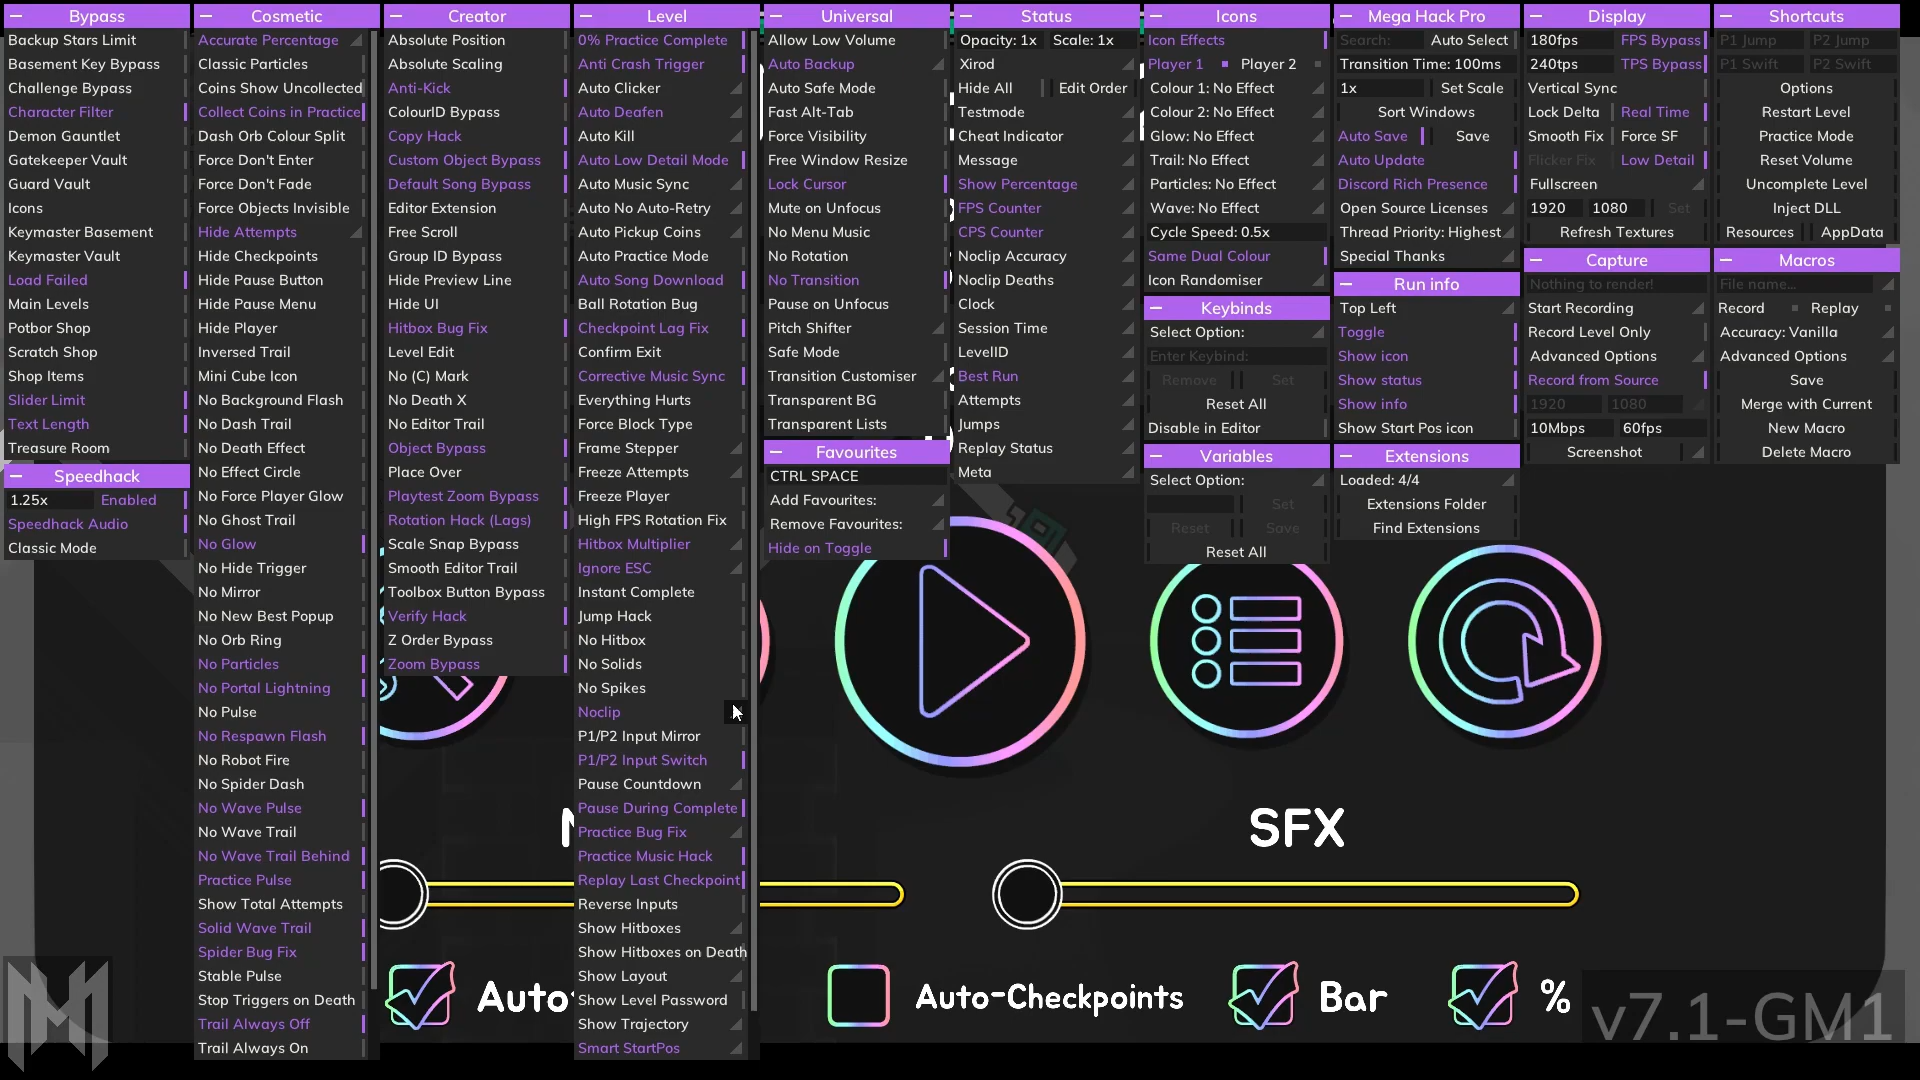 Bypass
Backup Stars Limit
Basement Key Bypass
Challenge Bypass
Character Filter
Demon Gauntlet
Gatekeeper Vault
Guard Vault
Icons
Keymaster Basement
Keymaster Vault
Load Failed
Main Levels
Potbor Shop
Scratch Shop
Shop Items
Slider Limit
Text Length
Treasure Room
Speedhack
1.25x Enabled
Speedhack Audio
Classic Mode
Cosmetic
Accurate Percentage
Classic Particles
Coins Show Uncollected
Collect Coins in Practice
Dash Orb Colour Split
Force Don't Enter
Force Don't Fade
Force Objects Invisible
Hide Attempts
Hide Checkpoints
Hide Pause Button
Hide Pause Menu
Hide Player
Inversed Trail
Mini Cube Icon
No Background Flash
No Dash Trail
No Death Effect
No Effect Circle
No Force Player Glow
No Ghost Trail
No Glow
No Hide Trigger
No Mirror
No New Best Popup
No Orb Ring
No Particles
No Portal Lightning
No Pulse
No Respawn Flash
No Robot Fire
No Spider Dash
No Wave Pulse
No Wave Trail
No Wave Trail Behind
Practice Pulse
Show Total Attempts
Solid Wave Trail
Spider Bug Fix
Stable Pulse
Stop Triggers on Death
Trail Always Off
Trail Always On
Creator
Absolute Position
Absolute Scaling
Anti-Kick
ColourID Bypass
Copy Hack
Custom Object Bypass
Default Song Bypass
Editor Extension
Free Scroll
Group ID Bypass
Hide Preview Line
Hide UI
Hitbox Bug Fix
Level Edit
No (C) Mark
No Death X
No Editor Trail
Object Bypass
Place Over
Playtest Zoom Bypass
Rotation Hack (Lags)
Scale Snap Bypass
Smooth Editor Trail
Toolbox Button Bypass
Verify Hack
Z Order Bypass
Zoom Bypass
Level
0% Practice Complete
Anti Crash Trigger
Auto Clicker
Auto Deafen
Auto Kill
Auto Low Detail Mode
Auto Music Sync
Auto No Auto-Retry
Auto Pickup Coins
Auto Practice Mode
Auto Song Download
Ball Rotation Bug
Checkpoint Lag Fix
Confirm Exit
Corrective Music Sync
Everything Hurts
Force Block Type
Frame Stepper
Freeze Attempts
Freeze Player
High FPS Rotation Fix
Hitbox Multiplier
Ignore ESC
Instant Complete
Jump Hack
No Hitbox
No Solids
No Spikes
Noclip
P1/P2 Input Mirror
P1/P2 Input Switch
Pause Countdown
Pause During Complete
Practice Bug Fix
Practice Music Hack
Replay Last Checkpoint
Reverse Inputs
Show Hitboxes
Show Hitboxes on Death
Show Layout
Show Level Password
Show Trajectory
Smart StartPos
Universal
Allow Low Volume
Auto Backup
Auto Safe Mode
Fast Alt-Tab
Force Visibility
Free Window Resize
Lock Cursor
Mute on Unfocus
No Menu Music
No Rotation
No Transition
Pause on Unfocus
Pitch Shifter
Safe Mode
Transition Customiser
Transparent BG
Transparent Lists
Favourites
CTRL SPACE
Add Favourites:
Remove Favourites:
Hide on Toggle
Status
Opacity: 1x Scale: 1x
Xirod
Hide All Edit Order
Testmode
Cheat Indicator
Message
Show Percentage
FPS Counter
CPS Counter
Noclip Accuracy
Noclip Deaths
Clock
Session Time
LevelID
Best Run
Attempts
Jumps
Replay Status
Meta
Icons
Icon Effects
Player 1 Player 2
Colour 1: No Effect
Colour 2: No Effect
Glow: No Effect
Trail: No Effect
Particles: No Effect
Wave: No Effect
Cycle Speed: 0.5x
Same Dual Colour
Icon Randomiser
Keybinds
Select Option:
Enter Keybind:
Remove Set
Reset All
Disable in Editor
Variables
Select Option:
Set
Reset Save
Reset All
Mega Hack Pro
Search: Auto Select
Transition Time: 100ms
1x Set Scale
Sort Windows
Auto Save Save
Auto Update
Discord Rich Presence
Open Source Licenses
Thread Priority: Highest
Special Thanks
Run info
Top Left
Toggle
Show icon
Show status
Show info
Show Start Pos icon
Extensions
Loaded: 4/4
Extensions Folder
Find Extensions
Display
180fps FPS Bypass
240tps TPS Bypass
Vertical Sync
Lock Delta Real Time
Smooth Fix Force SF
Flicker Fix Low Detail
Fullscreen
1920 1080 Set
Refresh Textures
Capture
Nothing to render!
Start Recording
Record Level Only
Advanced Options
Record from Source
1920 1080
10Mbps 60fps
Screenshot
Shortcuts
P1 Jump P2 Jump
P1 Swift P2 Swift
Options
Restart Level
Practice Mode
Reset Volume
Uncomplete Level
Inject DLL
Resources AppData
Macros
File name...
Record Replay
Accuracy: Vanilla
Advanced Options
Save
Merge with Current
New Macro
Delete Macro
SFX
Auto
Auto-Checkpoints
Bar
%
v7.1-GM1